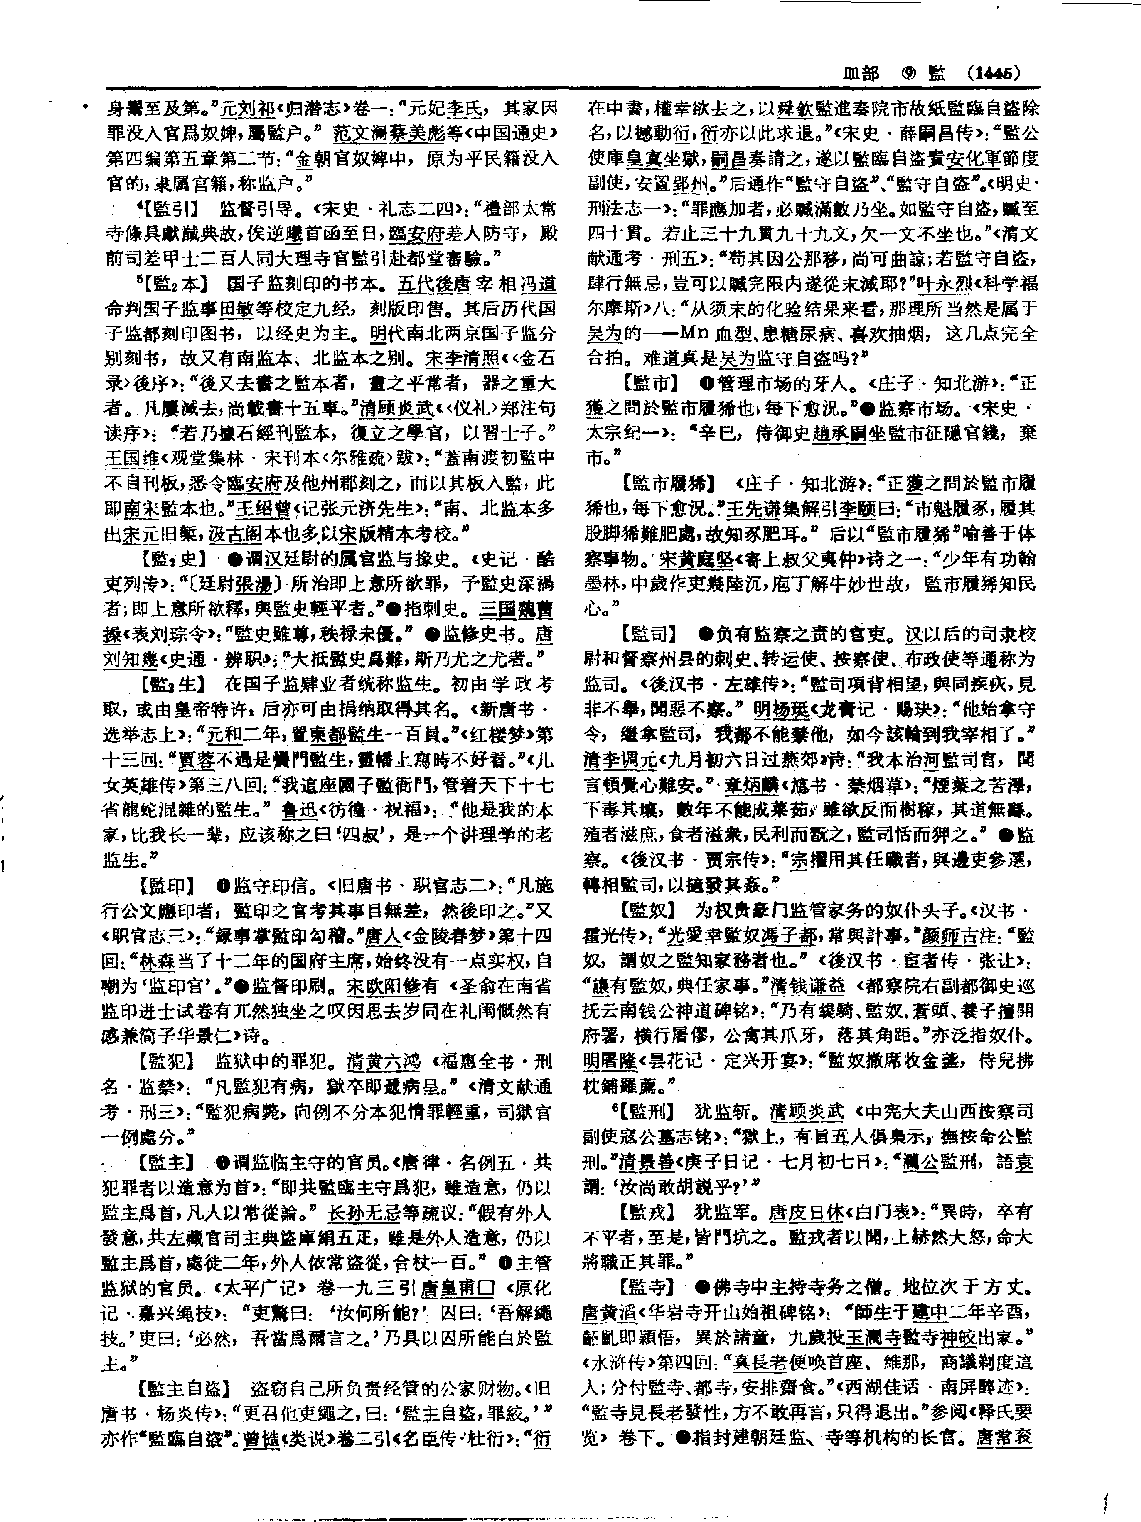 皿部 ⑨ 監 (1445)
身需至及第。”元刘祁《归潜志》卷一：“元妃李氏，其家因
罪没入官爲奴婢，屬監户。” 范文澜蔡美彪等《中国通史》
第四编第五章第二节：“金朝官奴婢中，原为平民籍没入
官的，隶属宫籍，称监户。”
⁴【監引】 监督引导。《宋史·礼志二四》：“禮部太常
寺條具獻馘典故，俟逆曦首函至日，臨安府差人防守，殿
前司差甲士二百人同大理寺官監引赴都堂審驗。”
⁵【監₂本】 国子监刻印的书本。五代後唐宰相冯道
命判国子监事田敏等校定九经，刻版印售。其后历代国
子监都刻印图书，以经史为主。明代南北两京国子监分
别刻书，故又有南监本、北监本之别。宋李清照《〈金石
录〉後序》：“後又去書之監本者，畫之平常者，器之重大
者。凡屢減去，尚載書十五車。”清顾炎武《〈仪礼〉郑注句
读序》：“若乃據石經刊監本，復立之學官，以習士子。”
王国维《观堂集林·宋刊本〈尔雅疏〉跋》：“蓋南渡初監中
不自刊板，悉令臨安府及他州郡刻之，而以其板入監，此
即南宋監本也。”王绍曾《记张元济先生》：“南、北监本多
出宋元旧椠，汲古阁本也多以宋版精本考校。”
【監₂史】 ❶谓汉廷尉的属官监与掾史。《史记·酷
吏列传》：“〔廷尉張湯〕所治即上意所欲罪，予監史深禍
者；即上意所欲釋，與監史輕平者。”❷指刺史。三国魏曹
操《表刘琮令》：“監史雖尊，秩禄未優。” ❸监修史书。唐
刘知幾《史通·辨职》：“大抵監史爲難，斯乃尤之尤者。”
【監₂生】 在国子监肄业者统称监生。初由学政考
取，或由皇帝特许；后亦可由捐纳取得其名。《新唐书·
选举志上》：“元和二年，置東都監生一百員。”《红楼梦》第
十三回：“賈蓉不過是黌門監生，靈幡上寫時不好看。”《儿
女英雄传》第三八回：“我這座國子監衙門，管着天下十七
省龍蛇混雜的監生。” 鲁迅《彷徨·祝福》：“他是我的本
家，比我长一辈，应该称之曰‘四叔’，是一个讲理学的老
监生。”
【監印】 ❶监守印信。《旧唐书·职官志二》：“凡施
行公文應印者，監印之官考其事目無差，然後印之。”又
《职官志三》：“録事掌監印勾稽。”唐人《金陵春梦》第十四
回：“林森当了十二年的国府主席，始终没有一点实权，自
嘲为‘监印官’。”❷监督印刷。宋欧阳修有《圣俞在南省
监印进士试卷有兀然独坐之叹因思去岁同在礼闱慨然有
感兼简子华景仁》诗。
【監犯】 监狱中的罪犯。清黄六鸿《福惠全书·刑
名·监禁》：“凡監犯有病，獄卒即遞病呈。” 《清文献通
考·刑三》：“監犯病斃，向例不分本犯情罪輕重，司獄官
一例處分。”
【監主】 ❶谓监临主守的官员。《唐律·名例五·共
犯罪者以造意为首》：“即共監臨主守爲犯，雖造意，仍以
監主爲首，凡人以常從論。” 长孙无忌等疏议：“假有外人
發意，共左藏官司主典盜庫絹五疋，雖是外人造意，仍以
監主爲首，處徒二年，外人依常盜從，合杖一百。” ❷主管
监狱的官员。《太平广记》卷一九三引唐皇甫□《原化
记·嘉兴绳技》：“吏驚曰：‘汝何所能？’ 囚曰：‘吾解繩
技。’吏曰：‘必然，吾當爲爾言之。’乃具以囚所能白於監
主。”
【監主自盜】 盗窃自己所负责经管的公家财物。《旧
唐书·杨炎传》：“更召他吏繩之，曰：‘監主自盜，罪絞。’”
亦作“監臨自盜”。曾慥《类说》卷二引《名臣传·杜衍》：“衍
在中書，權幸欲去之，以舜欽監進奏院市故紙監臨自盜除
名，以撼動衍，衍亦以此求退。”《宋史·薛嗣昌传》：“監公
使庫皇寘坐獄，嗣昌奏請之，遂以監臨自盜責安化軍節度
副使，安置郢州。”后通作“監守自盜”、“監守自盗”。《明史·
刑法志一》：“罪應加者，必贓滿數乃坐。如監守自盜，贓至
四十貫。若止三十九貫九十九文，欠一文不坐也。”《清文
献通考·刑五》：“苟其因公那移，尚可曲諒；若監守自盜，
肆行無忌，豈可以贓完限内遂從末減耶？”叶永烈《科学福
尔摩斯》八：“从须末的化验结果来看，那理所当然是属于
吴为的——Mn血型、患糖尿病、喜欢抽烟，这几点完全
合拍。难道真是吴为监守自盗吗？”
【監市】 ❶管理市场的牙人。《庄子·知北游》：“正
獲之問於監市履狶也，每下愈況。”❷监察市场。《宋史·
太宗纪一》：“辛巳，侍御史趙承嗣坐監市征隱官錢，棄
市。”
【監市履狶】 《庄子·知北游》：“正獲之問於監市履
狶也，每下愈況。”王先谦集解引李颐曰：“市魁履豕，履其
股脚狶難肥處，故知豕肥耳。” 后以“監市履狶”喻善于体
察事物。宋黄庭坚《寄上叔父夷仲》诗之一：“少年有功翰
墨林，中歲作吏幾陸沉，庖丁解牛妙世故，監市履狶知民
心。”
【監司】 ❶负有监察之责的官吏。汉以后的司隶校
尉和督察州县的刺史、转运使、按察使、布政使等通称为
监司。《後汉书·左雄传》：“監司項背相望，與同疾疢，見
非不舉，聞惡不察。” 明杨珽《龙膏记·赐玦》：“他始拿守
令，繼拿監司，我都不能禁他，如今該輪到我宰相了。”
清李调元《九月初六日过燕郊》诗：“我本治河監司官，聞
言頓覺心難安。” 章炳麟《訄书·禁烟草》：“煙葉之苦澤，
下毒其壤，數年不能成菜茹，雖欲反而樹稼，其道無繇。
殖者滋庶，食者滋衆，民利而翫之，監司恬而狎之。” ❷监
察。《後汉书·贾宗传》：“宗擢用其任職者，與邊吏參選，
轉相監司，以擿發其姦。”
【監奴】 为权贵豪门监管家务的奴仆头子。《汉书·
霍光传》：“光愛幸監奴馮子都，常與計事。”颜师古注：“監
奴，謂奴之監知家務者也。” 《後汉书·宦者传·张让》：
“讓有監奴，典任家事。”清钱谦益《都察院右副都御史巡
抚云南钱公神道碑铭》：“乃有緹騎、監奴、蒼頭、養子擅開
府署，横行屠僇，公禽其爪牙，落其角距。”亦泛指奴仆。
明屠隆《昙花记·定兴开宴》：“監奴撤席收金盞，侍兒拂
枕鋪羅薦。”
⁶【監刑】 犹监斩。清顾炎武《中宪大夫山西按察司
副使寇公墓志铭》：“獄上，有旨五人俱梟示，撫按命公監
刑。”清景善《庚子日记·七月初七日》：“瀾公監刑，語袁
謂：‘汝尚敢胡説乎？’”
【監戎】 犹监军。唐皮日休《白门表》：“異時，卒有
不平者，至是，皆門坑之。監戎者以聞，上赫然大怒，命大
將職正其罪。”
【監寺】 ❶佛寺中主持寺务之僧。地位次于方丈。
唐黄滔《华岩寺开山始祖碑铭》：“師生于建中二年辛酉，
齠齓即穎悟，異於諸童，九歲投玉澗寺監寺神皎出家。”
《水浒传》第四回：“真長老便唤首座、維那，商議剃度這
人；分付監寺、都寺，安排齋食。”《西湖佳话·南屏醉迹》：
“監寺見長老發性，方不敢再言，只得退出。”参阅《释氏要
览》卷下。❷指封建朝廷监、寺等机构的长官。唐常衮